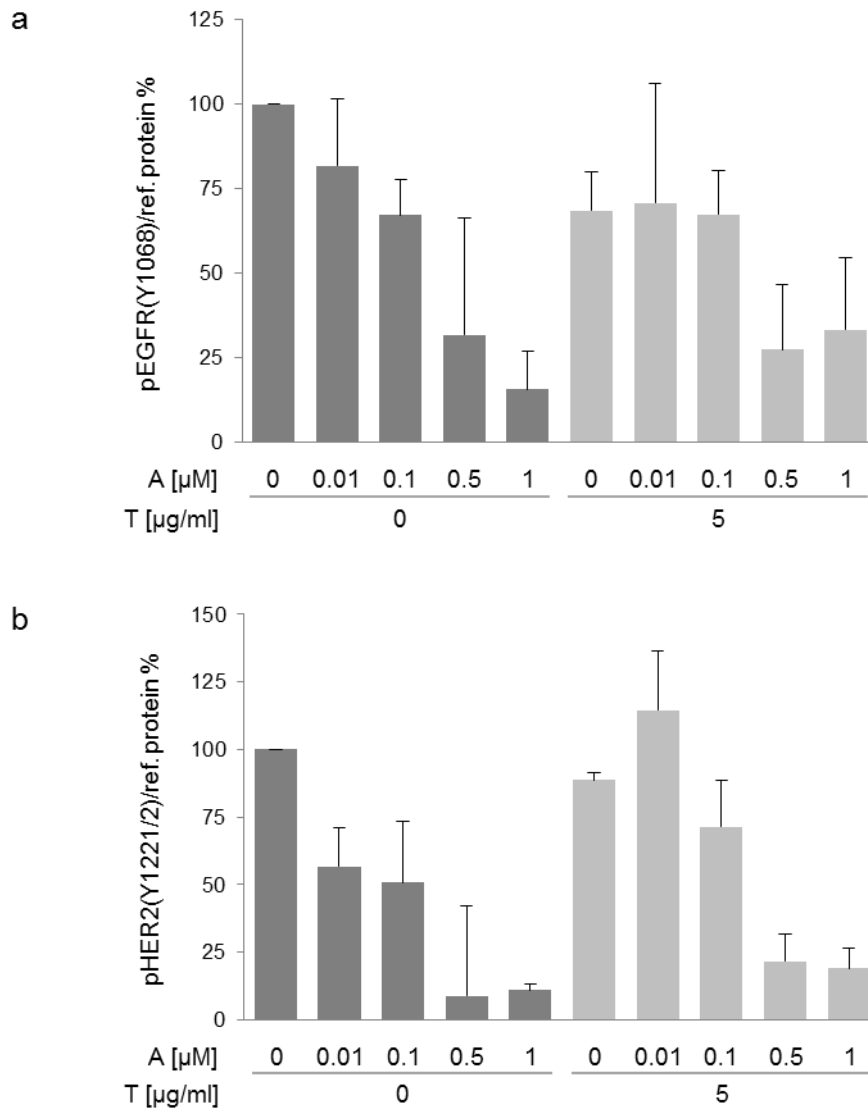 a
pEGFR(Y1068)/ref. protein %
125
100
75
50
25
0
A [µM] 0 0.01 0.1 0.5 1 0 0.01 0.1 0.5 1
T [µg/ml] 0 5
b
pHER2(Y1221/2)/ref. protein %
150
125
100
75
50
25
0
A [µM] 0 0.01 0.1 0.5 1 0 0.01 0.1 0.5 1
T [µg/ml] 0 5